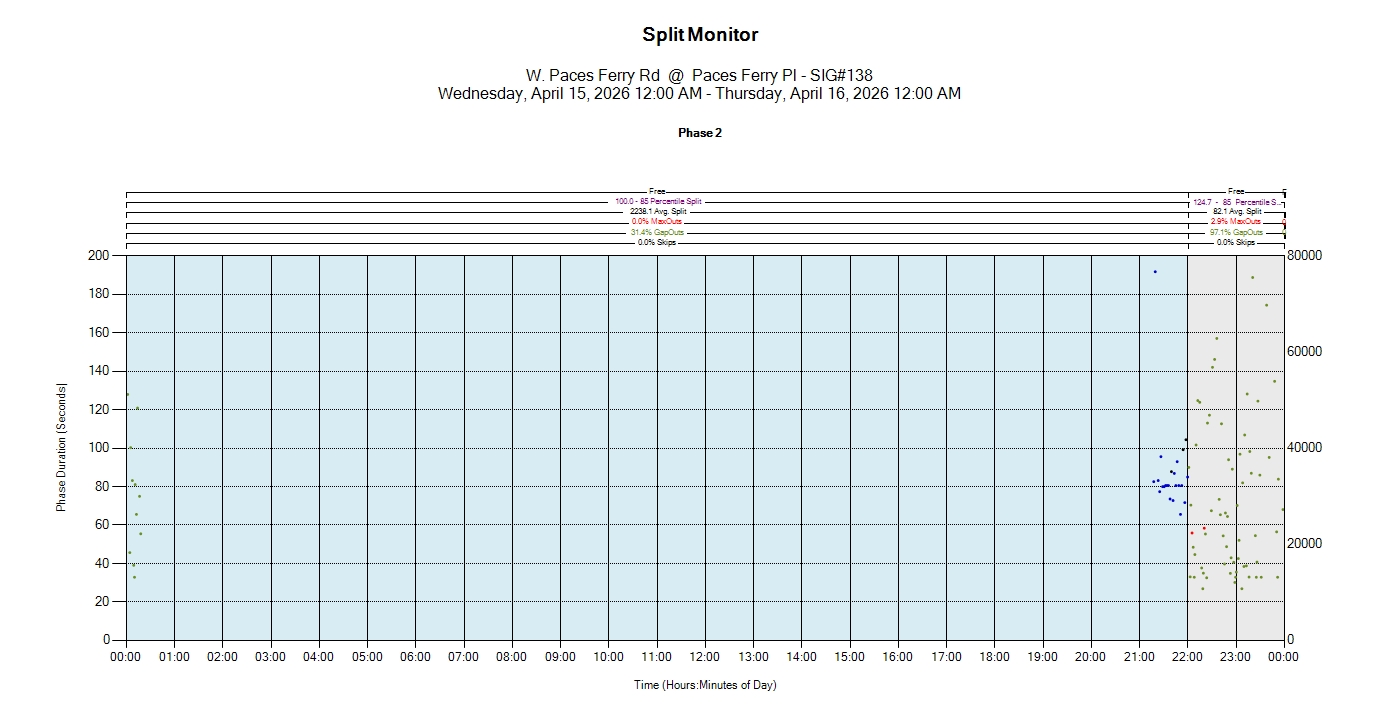 Split Monitor
W. Paces Ferry Rd @ Paces Ferry Pl - SIG#138
Wednesday, April 15, 2026 12:00 AM - Thursday, April 16, 2026 12:00 AM
Phase 2
Free Free
100.0 - 85 Percentile Split 124.7 - 85 Percentile S...
2238.1 Avg. Split 82.1 Avg. Split
0.0% MaxOuts 2.9% MaxOuts
31.4% GapOuts 97.1% GapOuts
0.0% Skips 0.0% Skips
200 80000
180
160
60000
140
120
100 40000
80
60
20000
40
20
0 0
Phase Duration (Seconds)
00:00 01:00 02:00 03:00 04:00 05:00 06:00 07:00 08:00 09:00 10:00 11:00 12:00 13:00 14:00 15:00 16:00 17:00 18:00 19:00 20:00 21:00 22:00 23:00 00:00
Time (Hours:Minutes of Day)